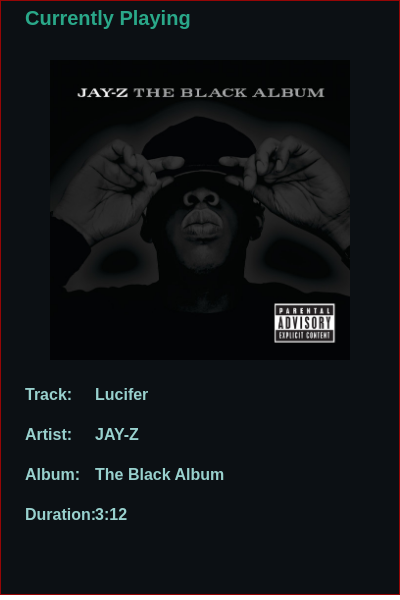 Currently Playing
JAY-Z THE BLACK ALBUM
PARENTAL
ADVISORY
EXPLICIT CONTENT
Track: Lucifer
Artist: JAY-Z
Album: The Black Album
Duration:3:12